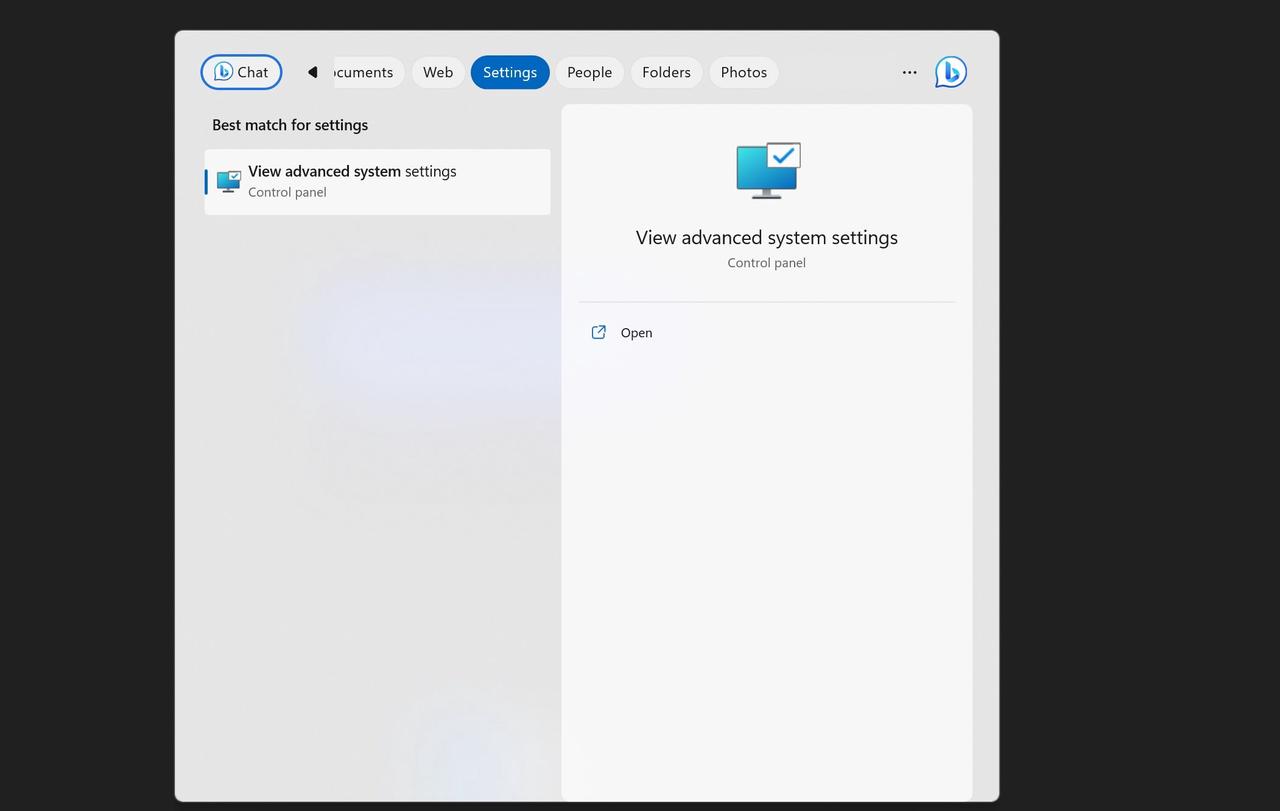 Chat
cuments
Web
Settings
People
Folders
Photos
Best match for settings
View advanced system settings
Control panel
View advanced system settings
Control panel
Open